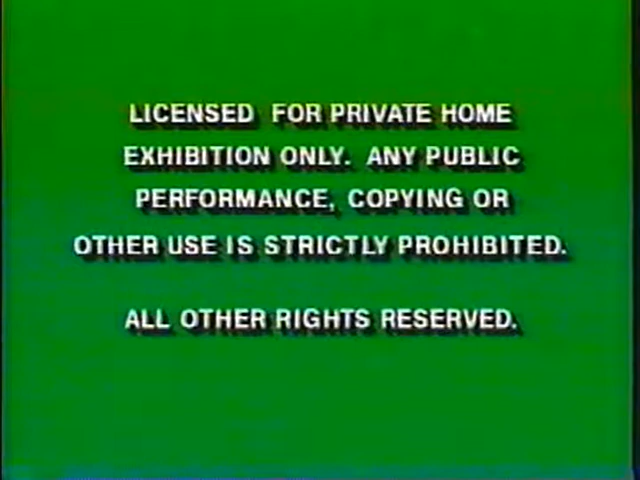 LICENSED FOR PRIVATE HOME
EXHIBITION ONLY. ANY PUBLIC
PERFORMANCE, COPYING OR
OTHER USE IS STRICTLY PROHIBITED.
ALL OTHER RIGHTS RESERVED.